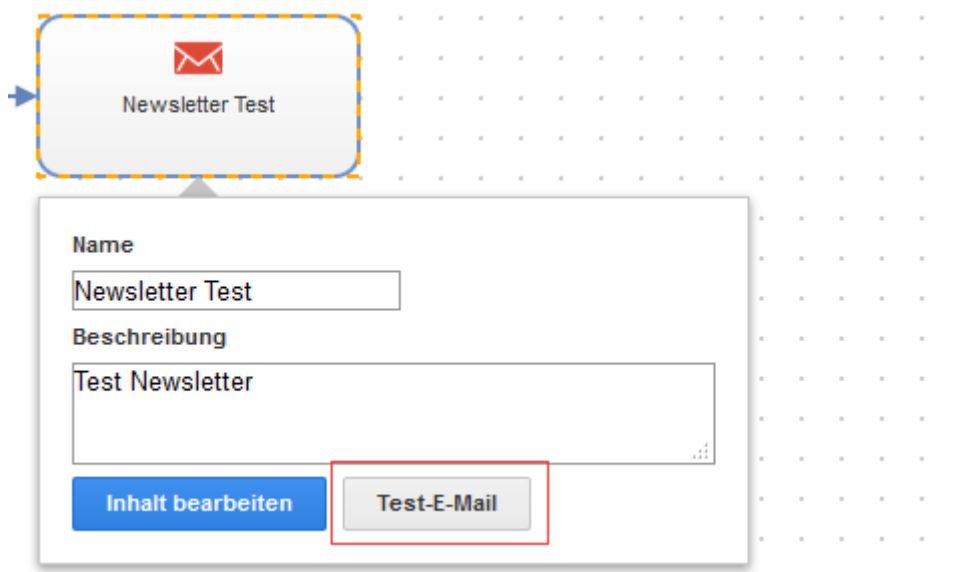 Newsletter Test
Name
Newsletter Test
Beschreibung
Test Newsletter
Inhalt bearbeiten Test-E-Mail